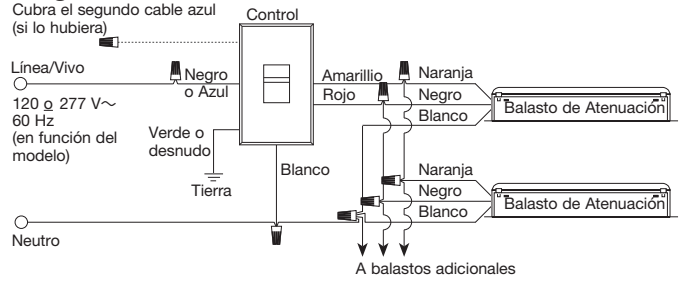 Cubra el segundo cable azul
(si lo hubiera)
Control
Línea/Vivo
Negro
o Azul
Amarillio
Rojo
Naranja
Negro
Blanco
Balasto de Atenuación
120 o 277 V~
60 Hz
(en función del
modelo)
Verde o
desnudo
Tierra
Blanco
Naranja
Negro
Blanco
Balasto de Atenuación
Neutro
A balastos adicionales